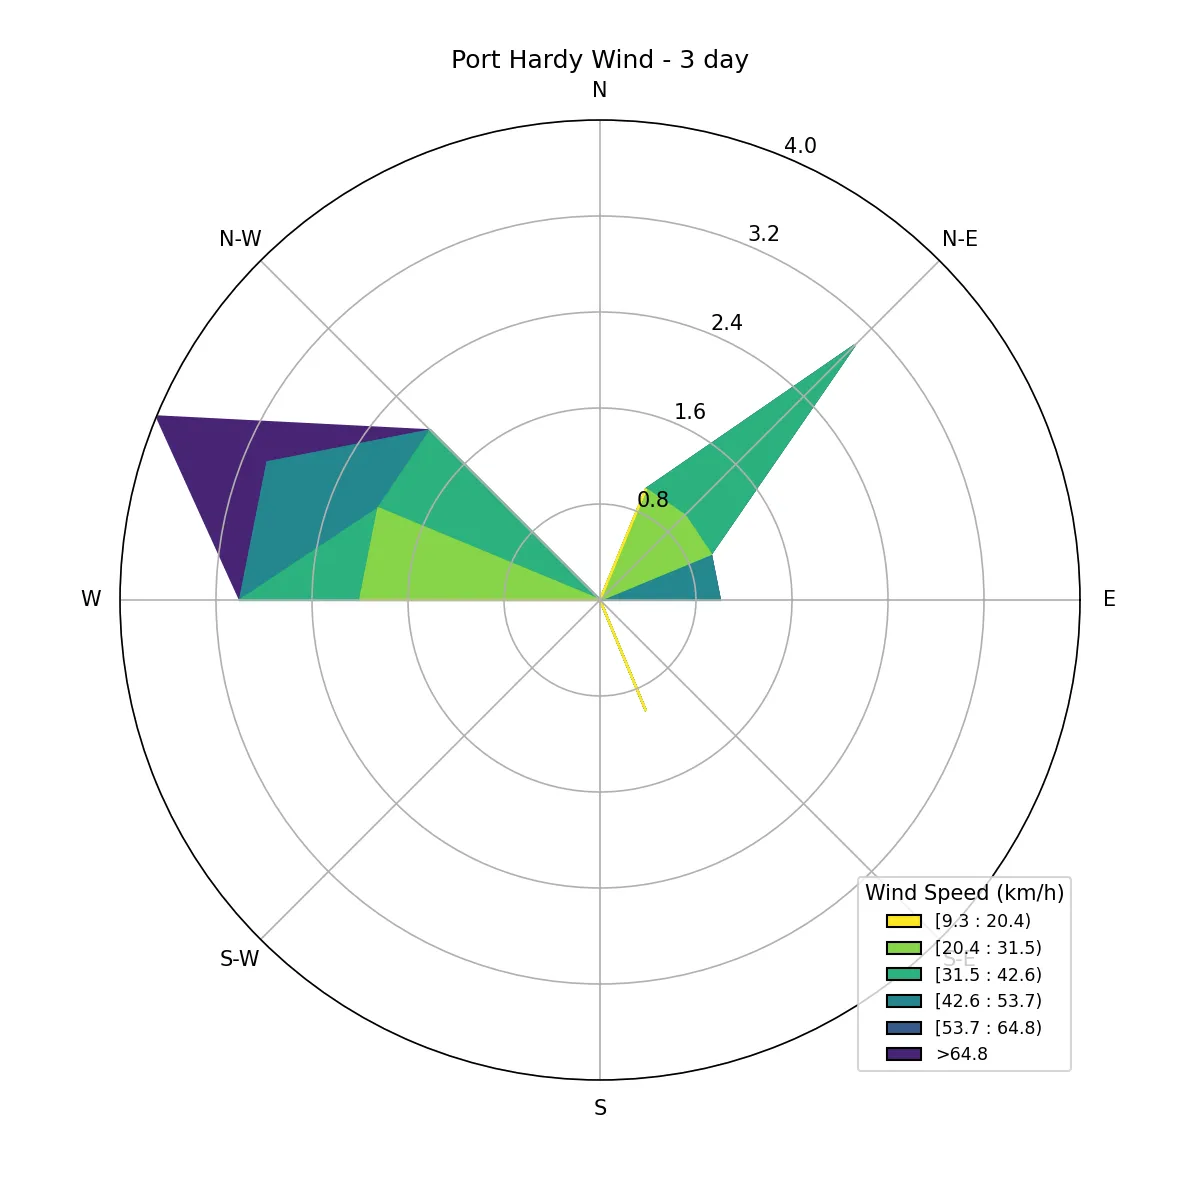 Port Hardy Wind - 3 day
N
4.0
N-W
3.2
N-E
2.4
1.6
0.8
W
E
S-W
S-E
Wind Speed (km/h)
[9.3 : 20.4)
[20.4 : 31.5)
[31.5 : 42.6)
[42.6 : 53.7)
[53.7 : 64.8)
>64.8
S